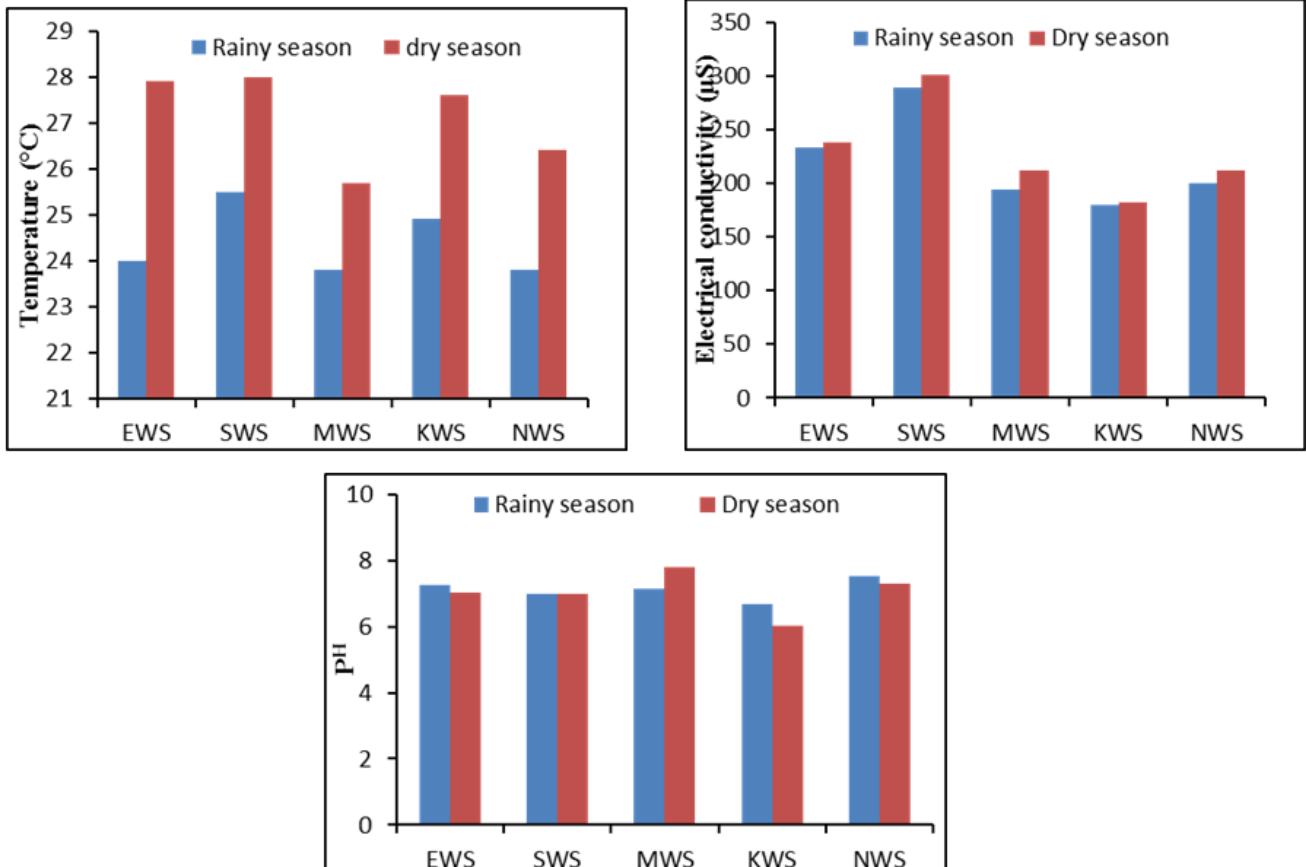 Rainy season dry season
Temperature (°C)
29
28
27
26
25
24
23
22
21
EWS SWS MWS KWS NWS
Rainy season Dry season
Electrical conductivity (µS)
350
300
250
200
150
100
50
0
EWS SWS MWS KWS NWS
Rainy season Dry season
Pᴴ
10
8
6
4
2
0
EWS SWS MWS KWS NWS